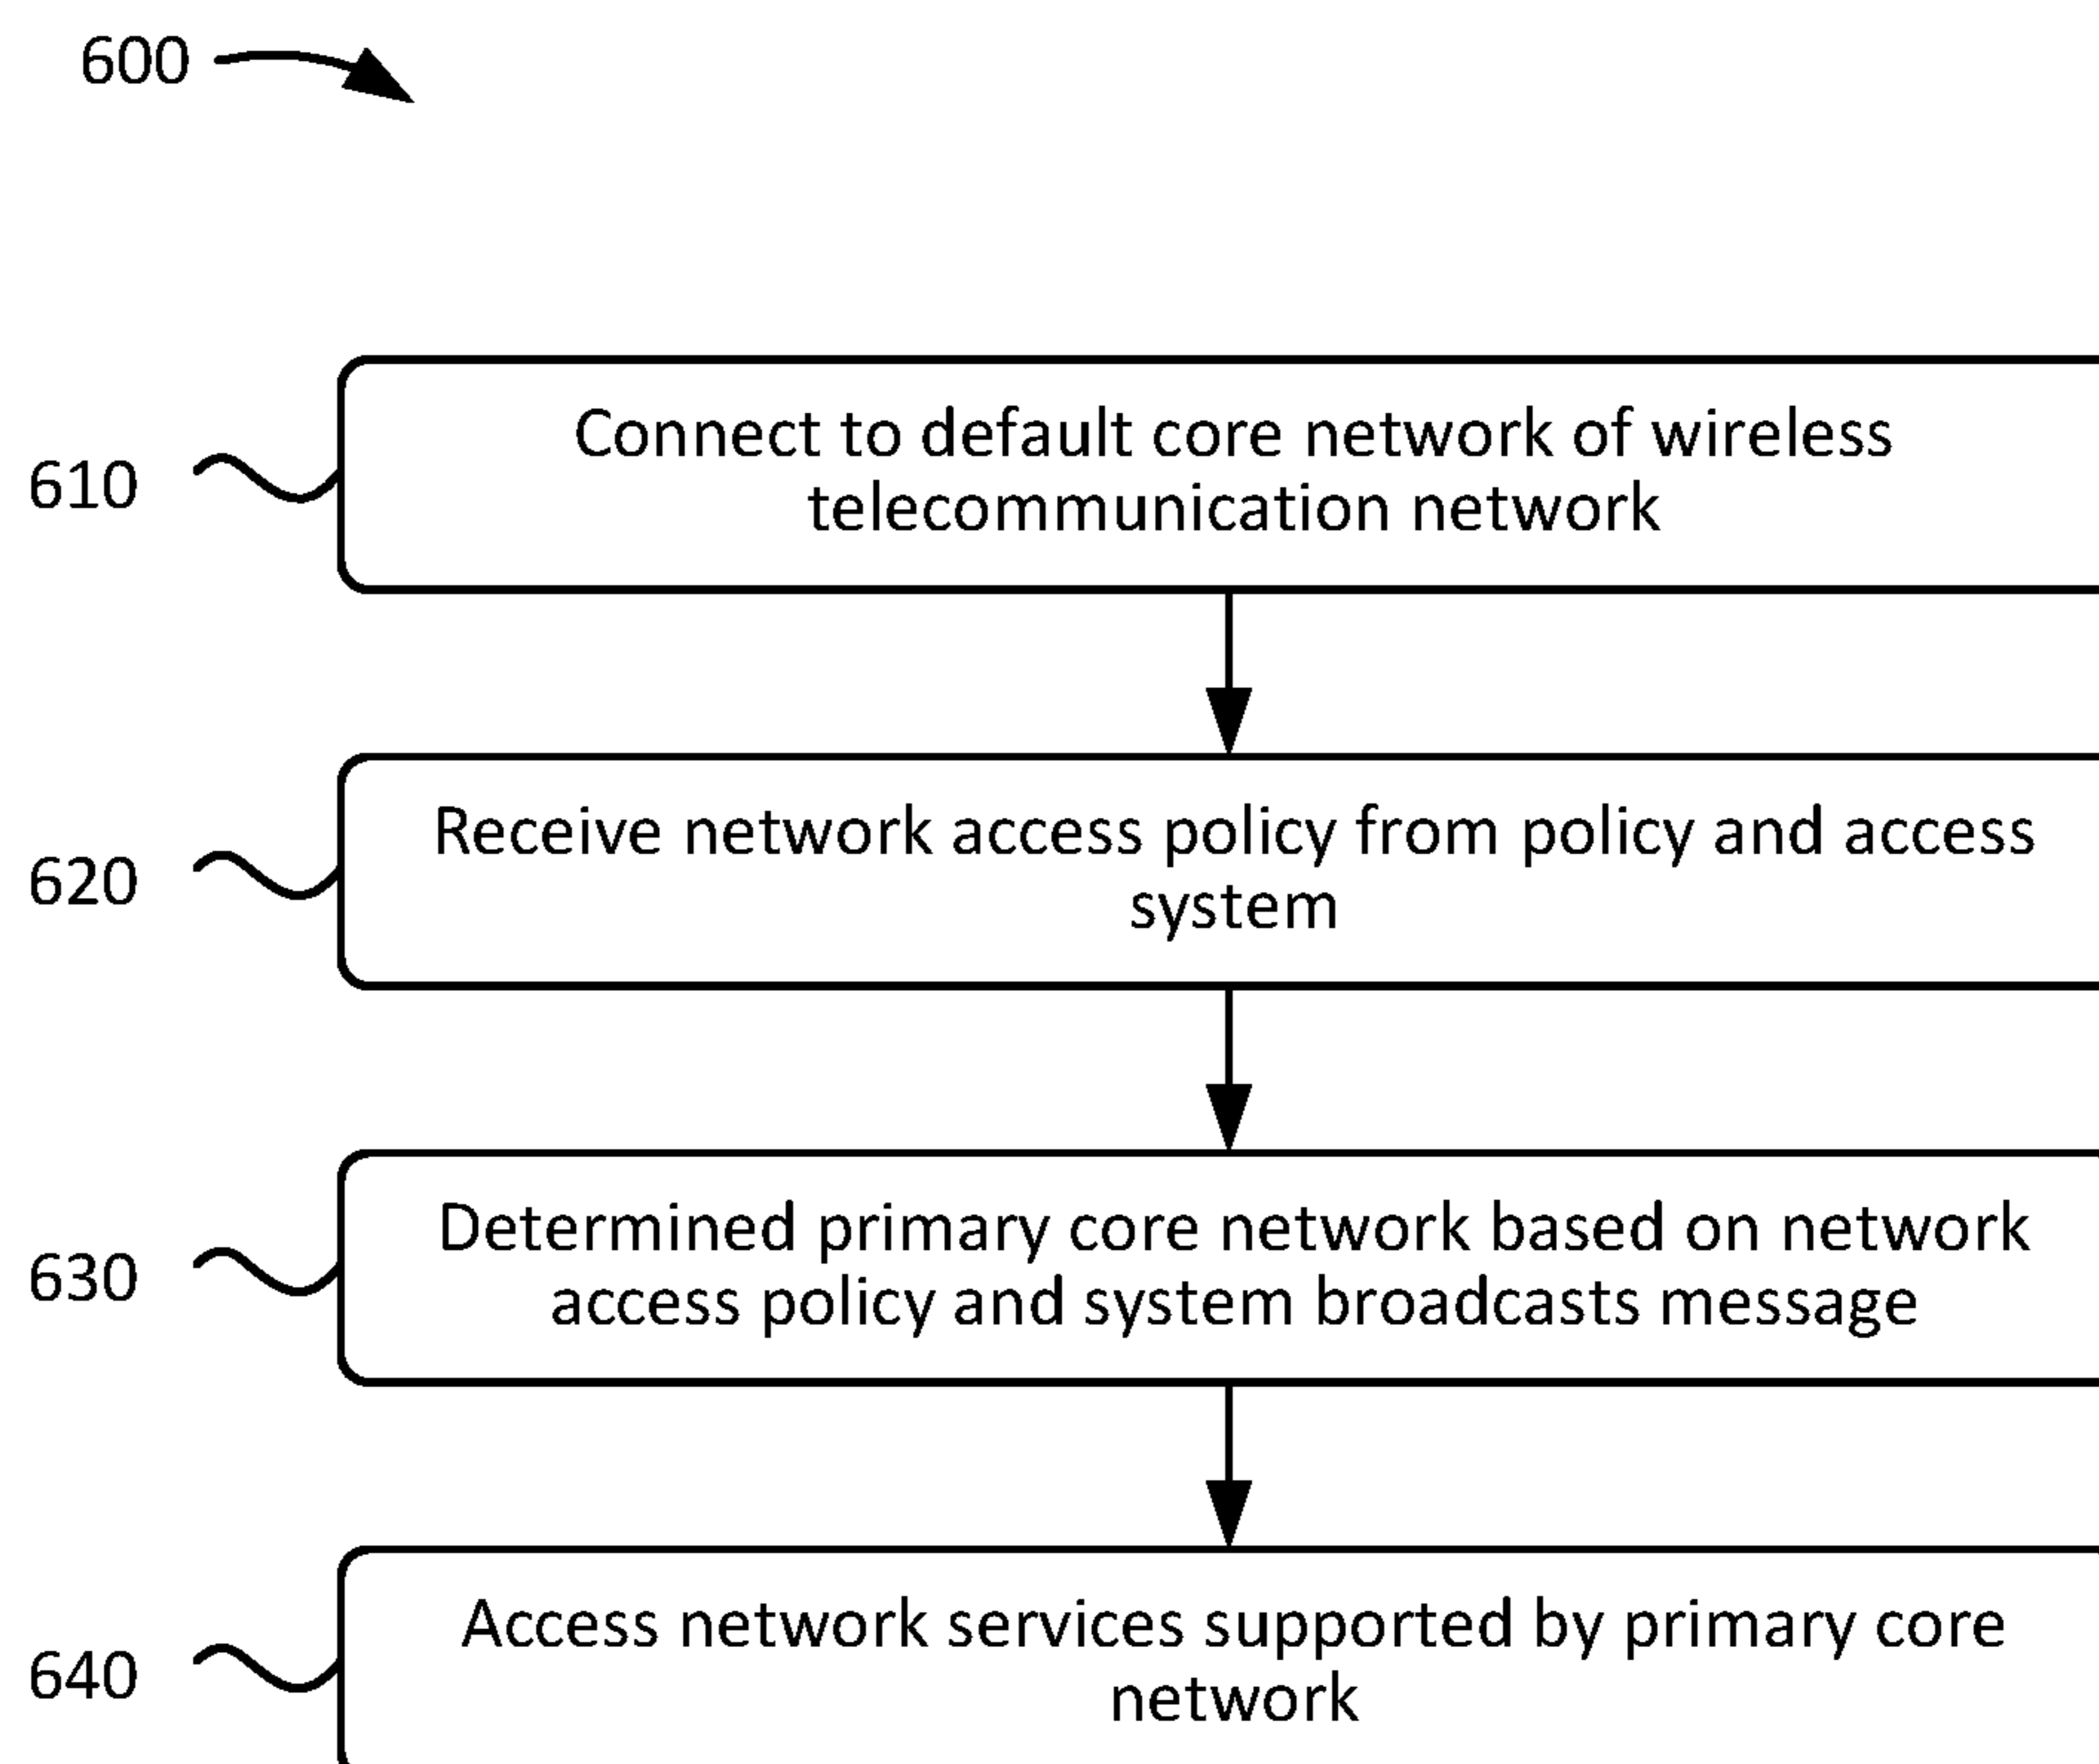 600
Connect to default core network of wireless
telecommunication network
610
Receive network access policy from policy and access
system
620
Determined primary core network based on network
access policy and system broadcasts message
630
Access network services supported by primary core
network
640